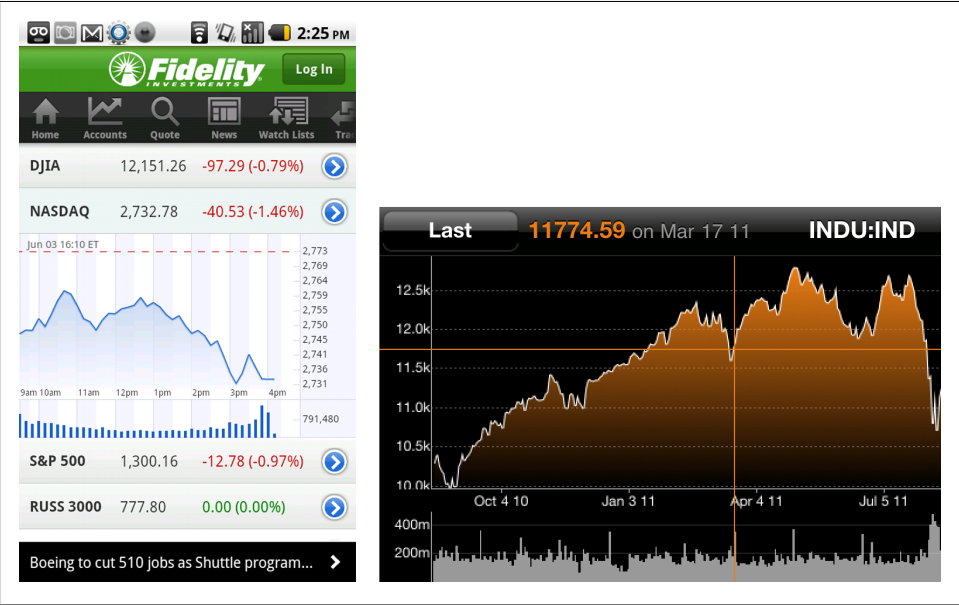 2:25 PM
Fidelity
INVESTMENTS
Log In
Home Accounts Quote News Watch Lists
DJIA 12,151.26 -97.29 (-0.79%)
NASDAQ 2,732.78 -40.53 (-1.46%)
Jun 03 16:10 ET
2,773
2,769
2,764
2,759
2,755
2,750
2,745
2,741
2,736
2,731
9am 10am 11am 12pm 1pm 2pm 3pm 4pm
791,480
S&P 500 1,300.16 -12.78 (-0.97%)
RUSS 3000 777.80 0.00 (0.00%)
Boeing to cut 510 jobs as Shuttle program...
Last 11774.59 on Mar 17 11 INDU:IND
12.5k
12.0k
11.5k
11.0k
10.5k
10.0k
Oct 4 10 Jan 3 11 Apr 4 11 Jul 5 11
400m
200m